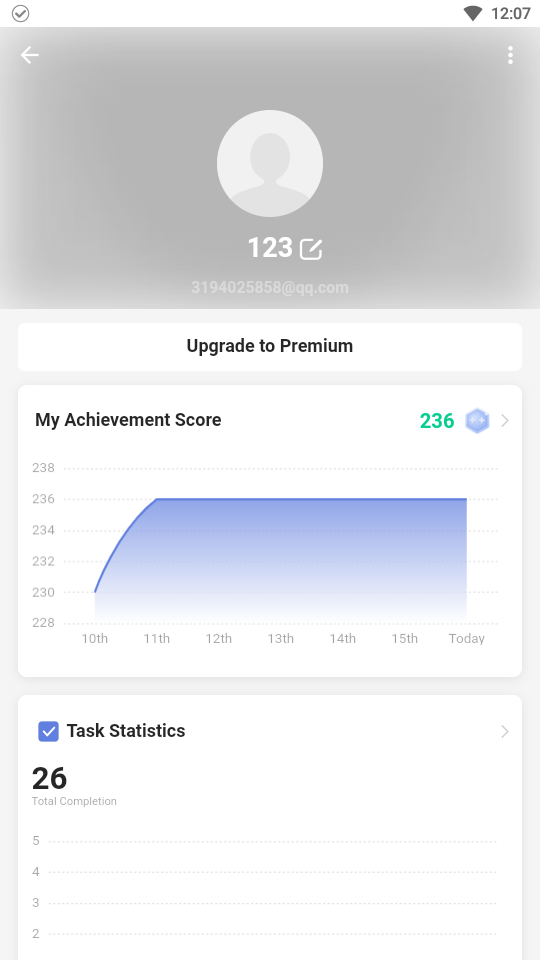 12:07
123
3194025858@qq.com
Upgrade to Premium
My Achievement Score 236
238
236
234
232
230
228
10th 11th 12th 13th 14th 15th Today
Task Statistics
26
Total Completion
5
4
3
2